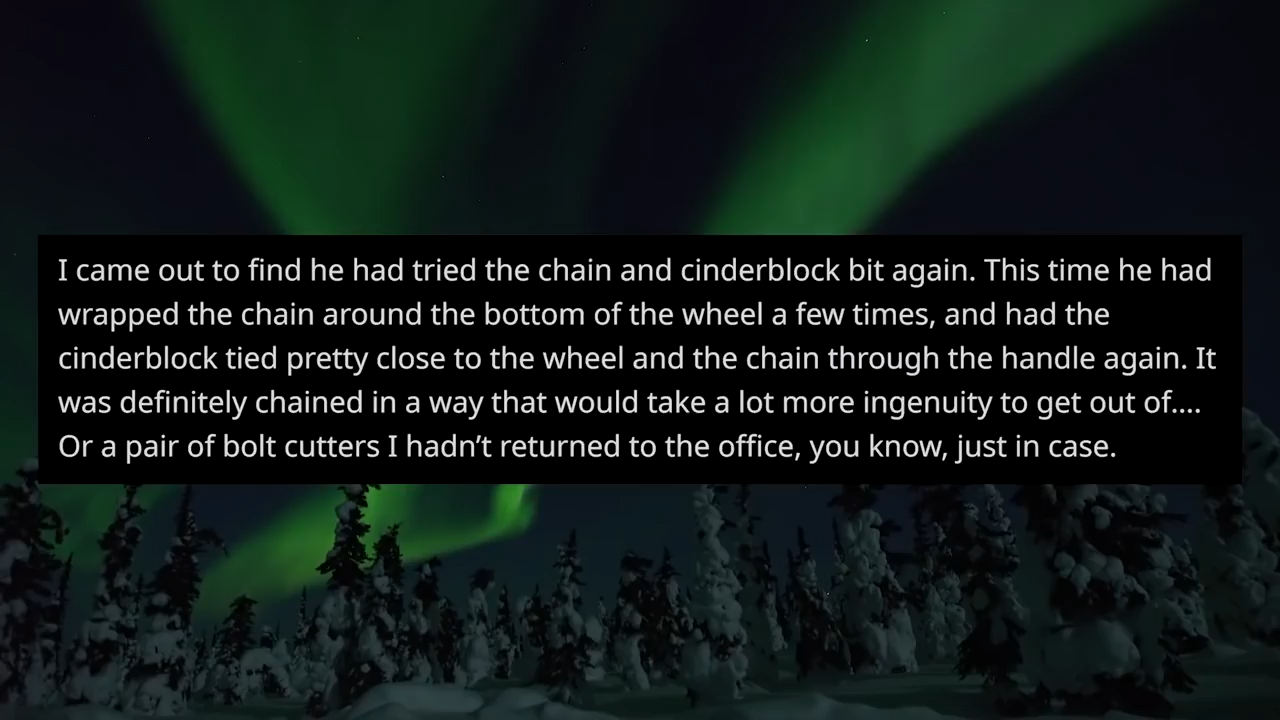 I came out to find he had tried the chain and cinderblock bit again. This time he had
wrapped the chain around the bottom of the wheel a few times, and had the
cinderblock tied pretty close to the wheel and the chain through the handle again. It
was definitely chained in a way that would take a lot more ingenuity to get out of....
Or a pair of bolt cutters I hadn’t returned to the office, you know, just in case.